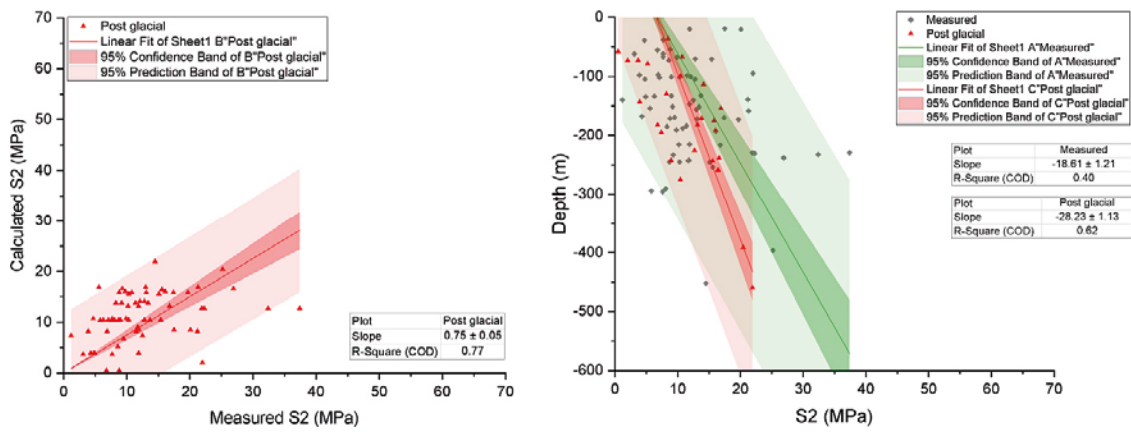 70
60
50
40
30
20
10
0
Calculated S2 (MPa)
Post glacial
Linear Fit of Sheet1 B"Post glacial"
95% Confidence Band of B"Post glacial"
95% Prediction Band of B"Post glacial"
Plot Post glacial
Slope 0.75 ± 0.05
R-Square (COD) 0.77
0 10 20 30 40 50 60 70
Measured S2 (MPa)
0
-100
-200
-300
-400
-500
-600
Depth (m)
Measured
Post glacial
Linear Fit of Sheet1 A"Measured"
95% Confidence Band of A"Measured"
95% Prediction Band of A"Measured"
Linear Fit of Sheet1 C"Post glacial"
95% Confidence Band of C"Post glacial"
95% Prediction Band of C"Post glacial"
Plot Measured
Slope -18.61 ± 1.21
R-Square (COD) 0.40
Plot Post glacial
Slope -28.23 ± 1.13
R-Square (COD) 0.62
0 10 20 30 40 50 60 70
S2 (MPa)